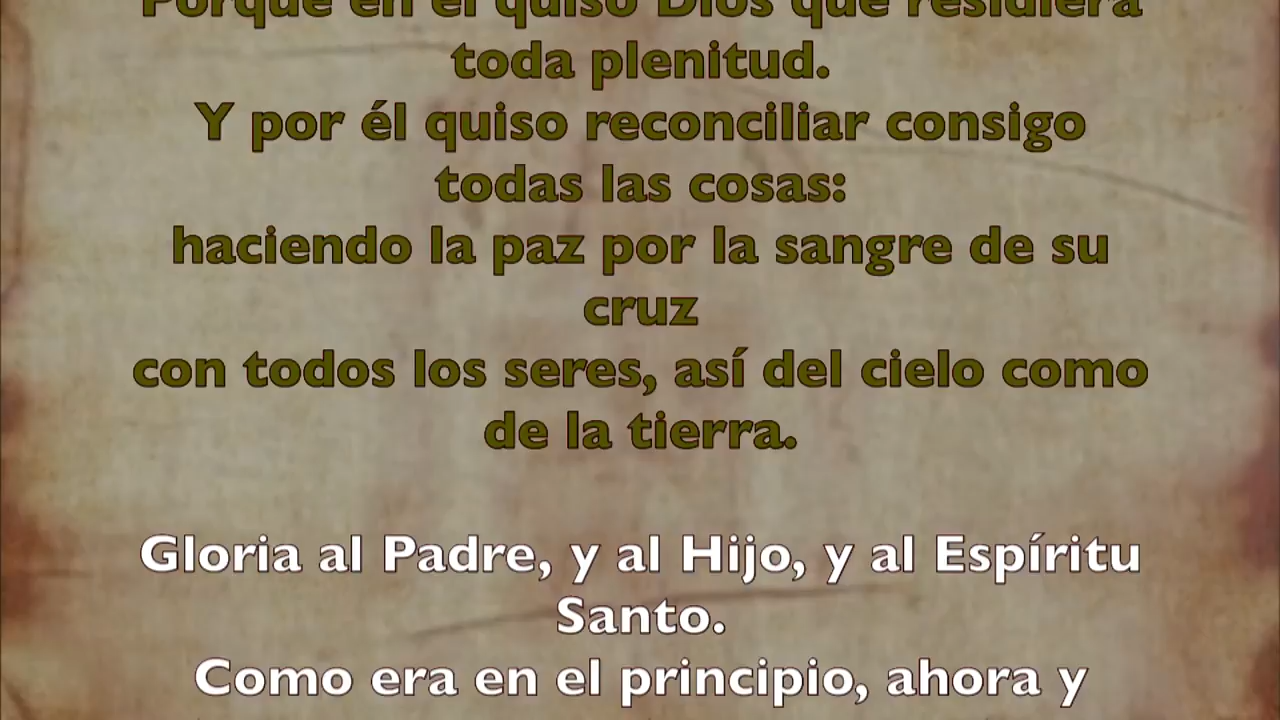 Porque en él quiso Dios que residiera
toda plenitud.
Y por él quiso reconciliar consigo
todas las cosas:
haciendo la paz por la sangre de su
cruz
con todos los seres, así del cielo como
de la tierra.
Gloria al Padre, y al Hijo, y al Espíritu
Santo.
Como era en el principio, ahora y